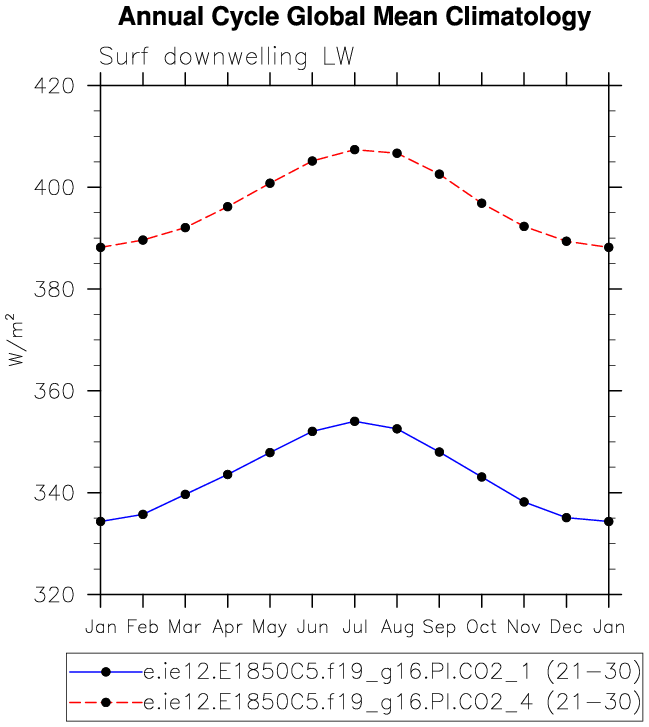 Annual Cycle Global Mean Climatology
Surf downwelling LW
420
400
380
360
340
320
W/m²
Jan Feb Mar Apr May Jun Jul Aug Sep Oct Nov Dec Jan
e.ie12.E1850C5.f19_g16.PI.CO2_1 (21-30)
e.ie12.E1850C5.f19_g16.PI.CO2_4 (21-30)